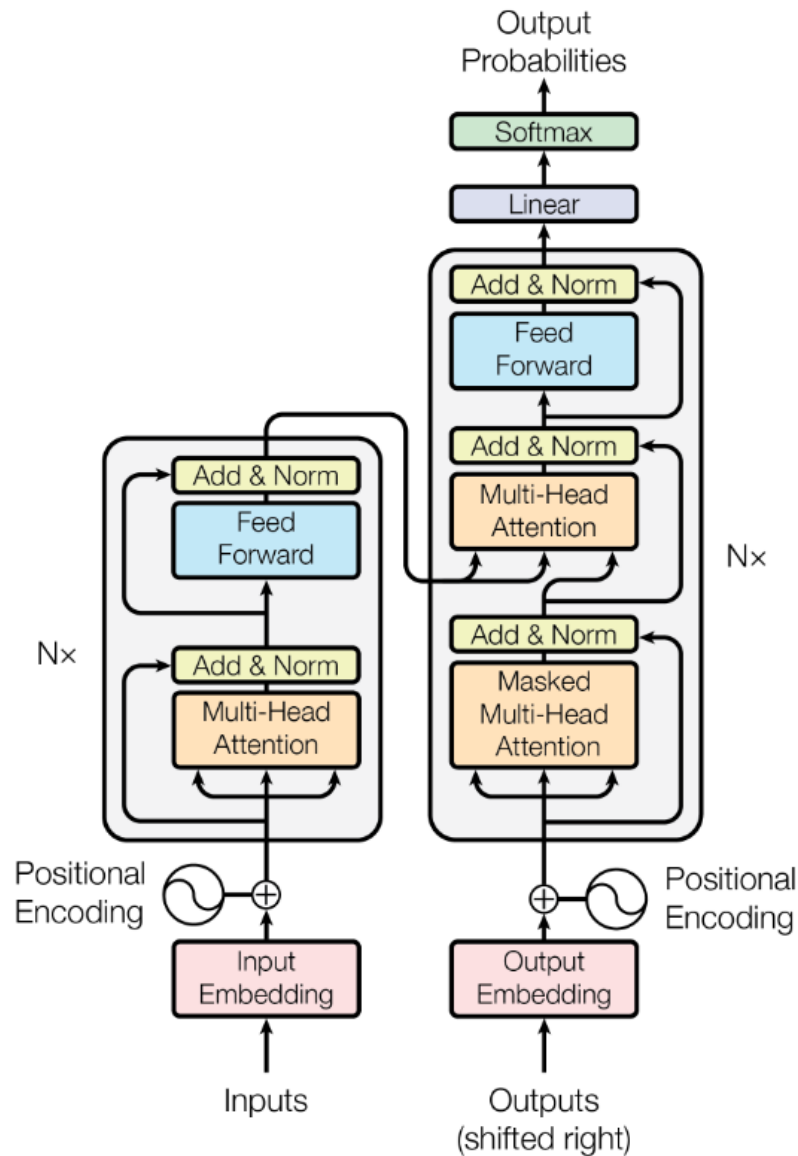 Output
Probabilities
Softmax
Linear
Add & Norm
Feed
Forward
Add & Norm
Multi-Head
Attention
Add & Norm
Masked
Multi-Head
Attention
N×
Add & Norm
Feed
Forward
Add & Norm
Multi-Head
Attention
N×
Positional
Encoding
Positional
Encoding
Input
Embedding
Output
Embedding
Inputs
Outputs
(shifted right)